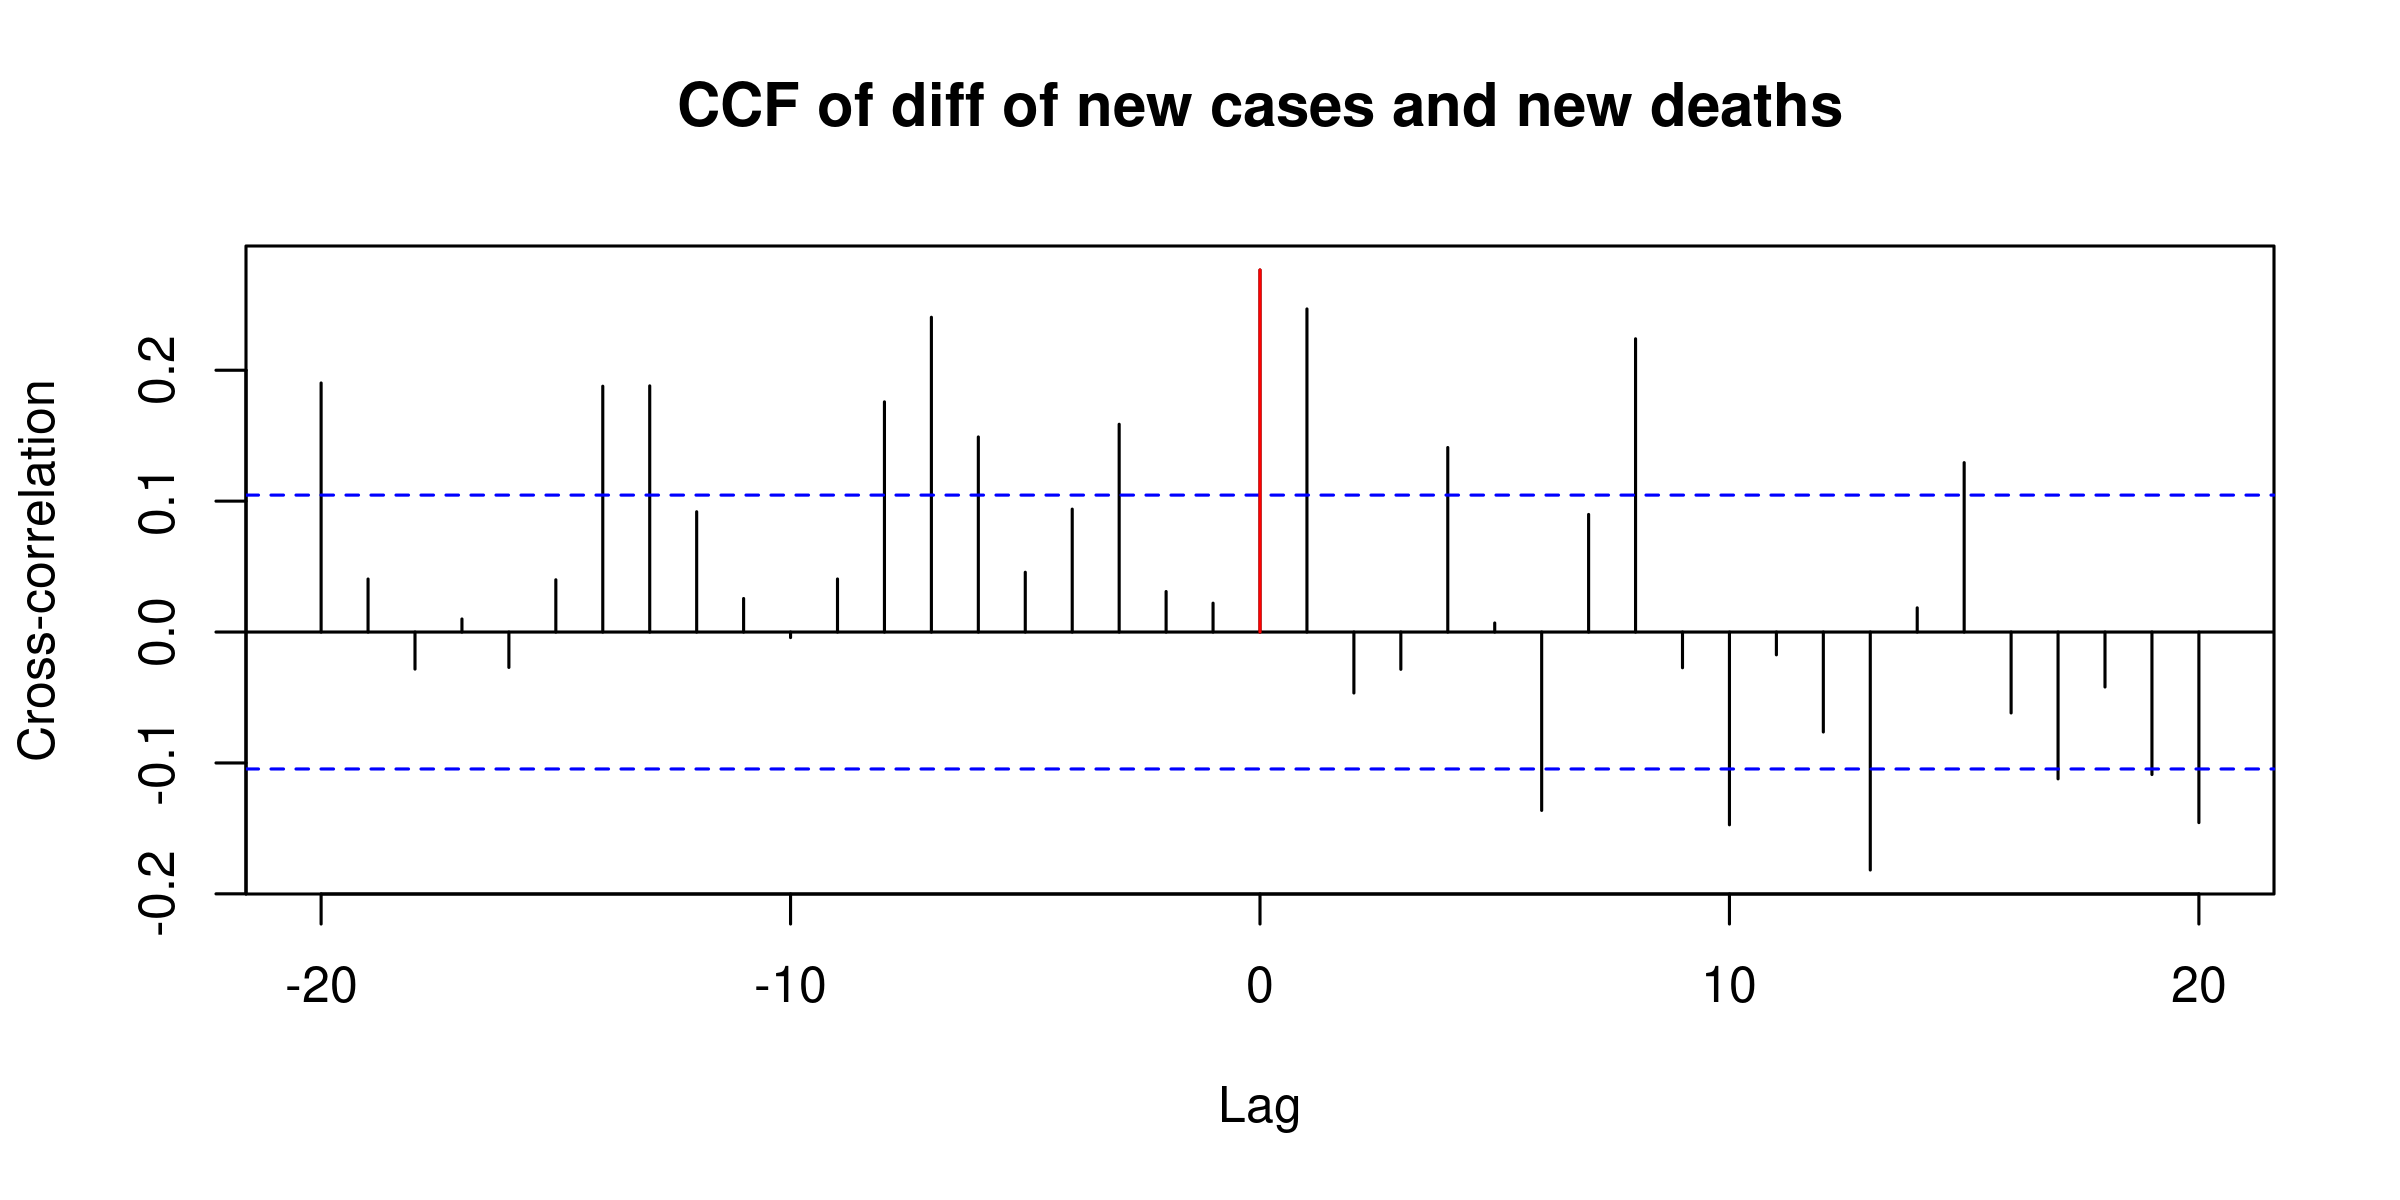 CCF of diff of new cases and new deaths
Cross-correlation
0.2
0.1
0.0
-0.1
-0.2
-20 -10 0 10 20
Lag